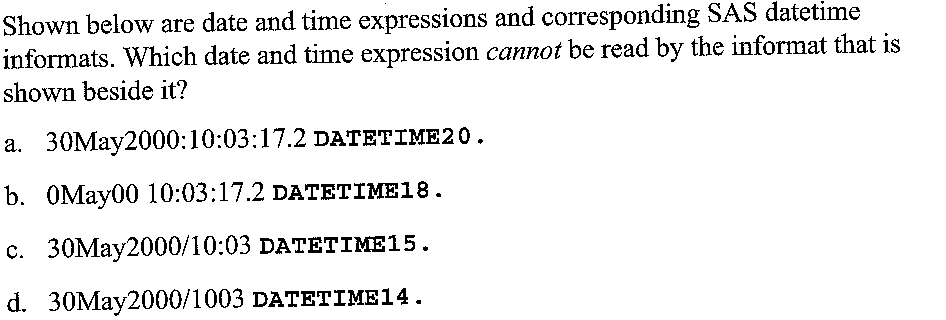 Shown below are date and time expressions and corresponding SAS datetime
informats. Which date and time expression cannot be read by the informat that is
shown beside it?
a. 30May2000:10:03:17.2 DATETIME20.
b. 0May00 10:03:17.2 DATETIME18.
c. 30May2000/10:03 DATETIME15.
d. 30May2000/1003 DATETIME14.